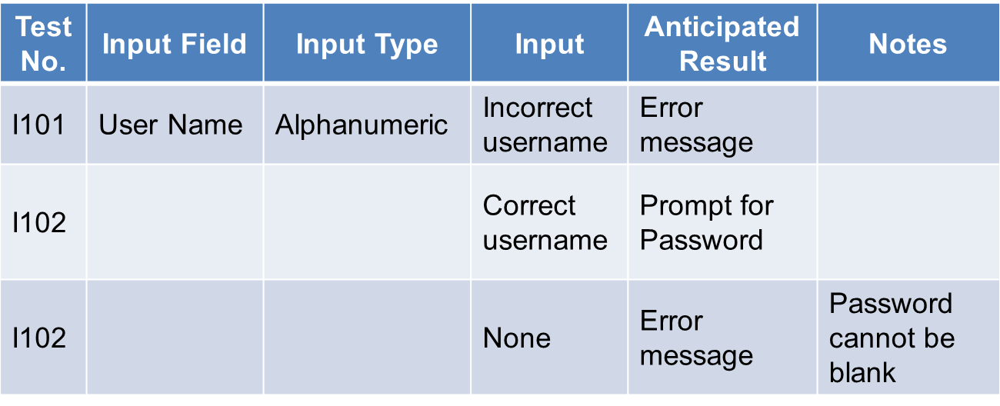 Test No. Input Field Input Type Input Anticipated Result Notes
I101 User Name Alphanumeric Incorrect username Error message
I102 Correct username Prompt for Password
I102 None Error message Password cannot be blank